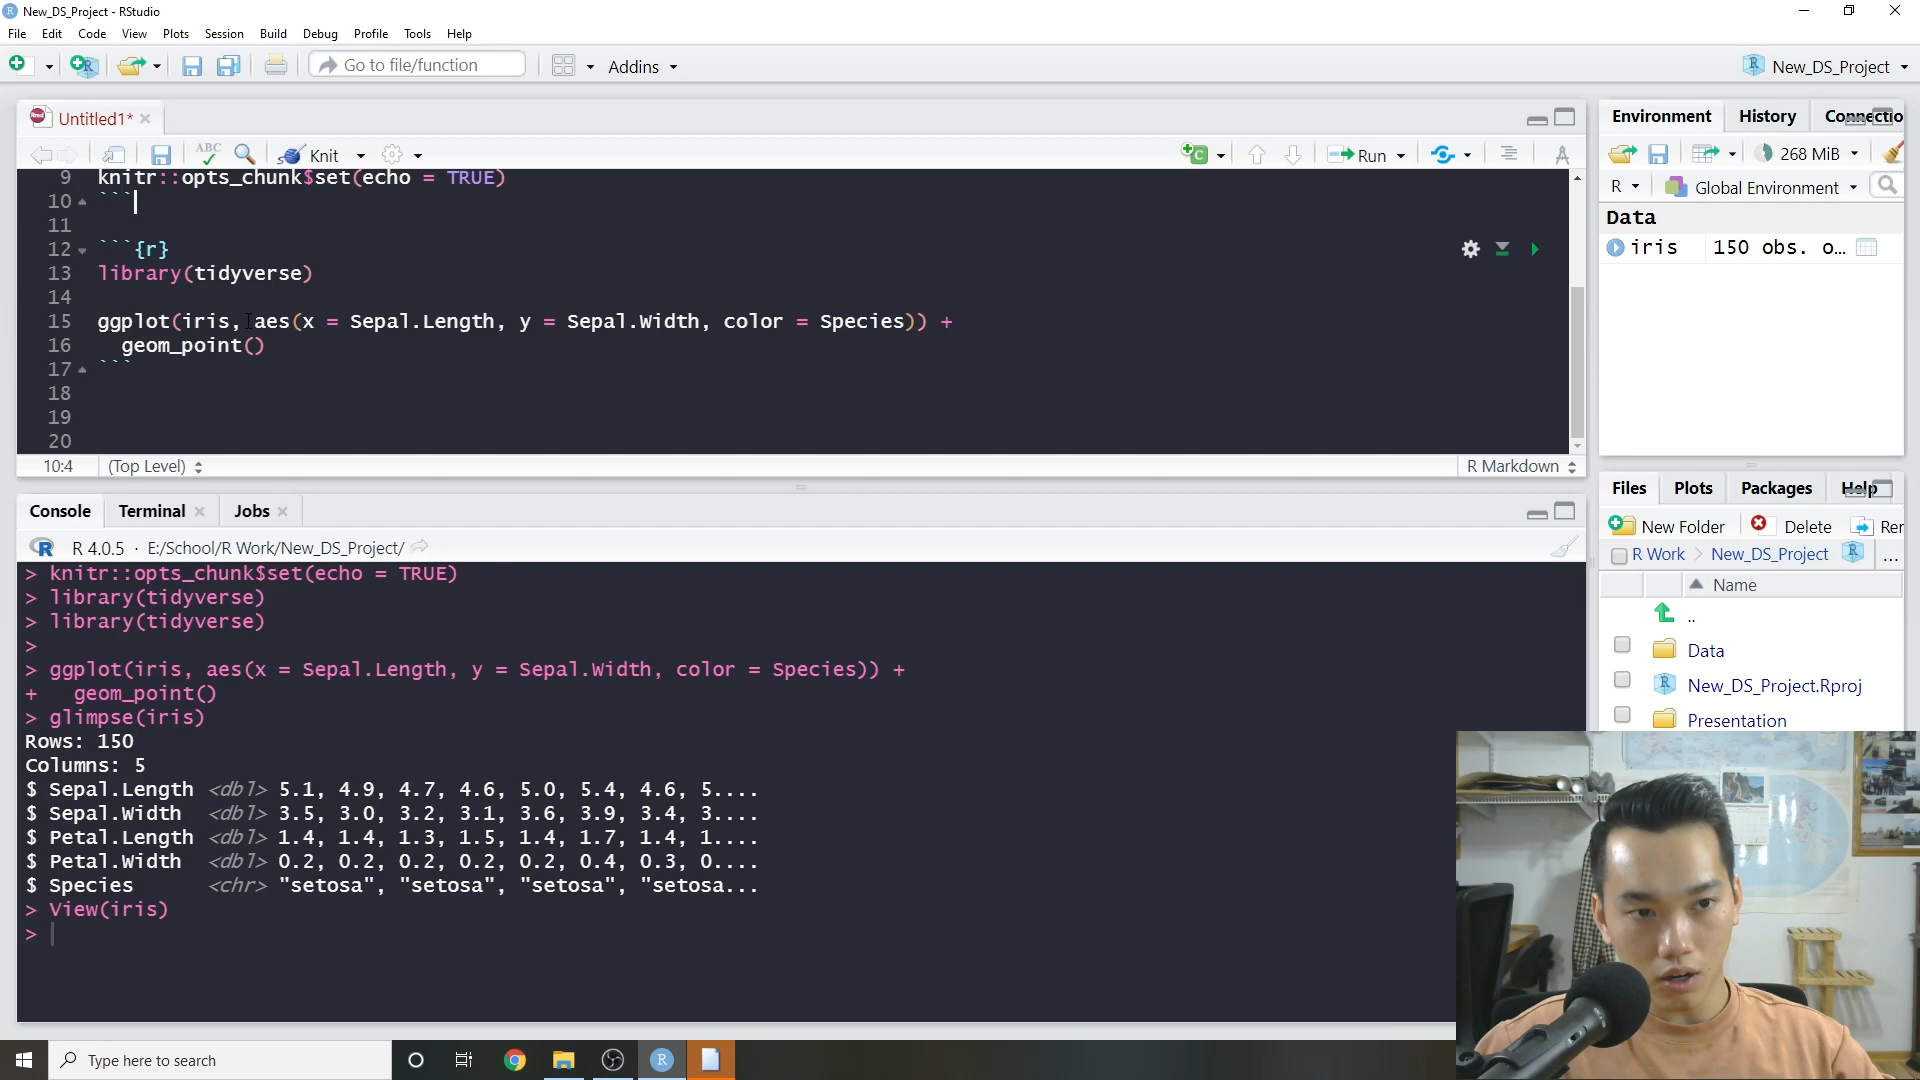 New_DS_Project - RStudio
File Edit Code View Plots Session Build Debug Profile Tools Help
Go to file/function Addins New_DS_Project
Untitled1*
ABC Knit Run
9 knitr::opts_chunk$set(echo = TRUE)
10 ```
11
12 ```{r}
13 library(tidyverse)
14
15 ggplot(iris, aes(x = Sepal.Length, y = Sepal.Width, color = Species)) +
16 geom_point()
17 ```
18
19
20
10:4 (Top Level) R Markdown
Console Terminal Jobs
R 4.0.5 · E:/School/R Work/New_DS_Project/
> knitr::opts_chunk$set(echo = TRUE)
> library(tidyverse)
> library(tidyverse)
>
> ggplot(iris, aes(x = Sepal.Length, y = Sepal.Width, color = Species)) +
+ geom_point()
> glimpse(iris)
Rows: 150
Columns: 5
$ Sepal.Length <dbl> 5.1, 4.9, 4.7, 4.6, 5.0, 5.4, 4.6, 5....
$ Sepal.Width <dbl> 3.5, 3.0, 3.2, 3.1, 3.6, 3.9, 3.4, 3....
$ Petal.Length <dbl> 1.4, 1.4, 1.3, 1.5, 1.4, 1.7, 1.4, 1....
$ Petal.Width <dbl> 0.2, 0.2, 0.2, 0.2, 0.2, 0.4, 0.3, 0....
$ Species <chr> "setosa", "setosa", "setosa", "setosa...
> View(iris)
>
Environment History Connectio
268 MiB
R Global Environment
Data
iris 150 obs. o...
Files Plots Packages Help
New Folder Delete Rer
R Work New_DS_Project ...
Name
..
Data
New_DS_Project.Rproj
Presentation
Type here to search